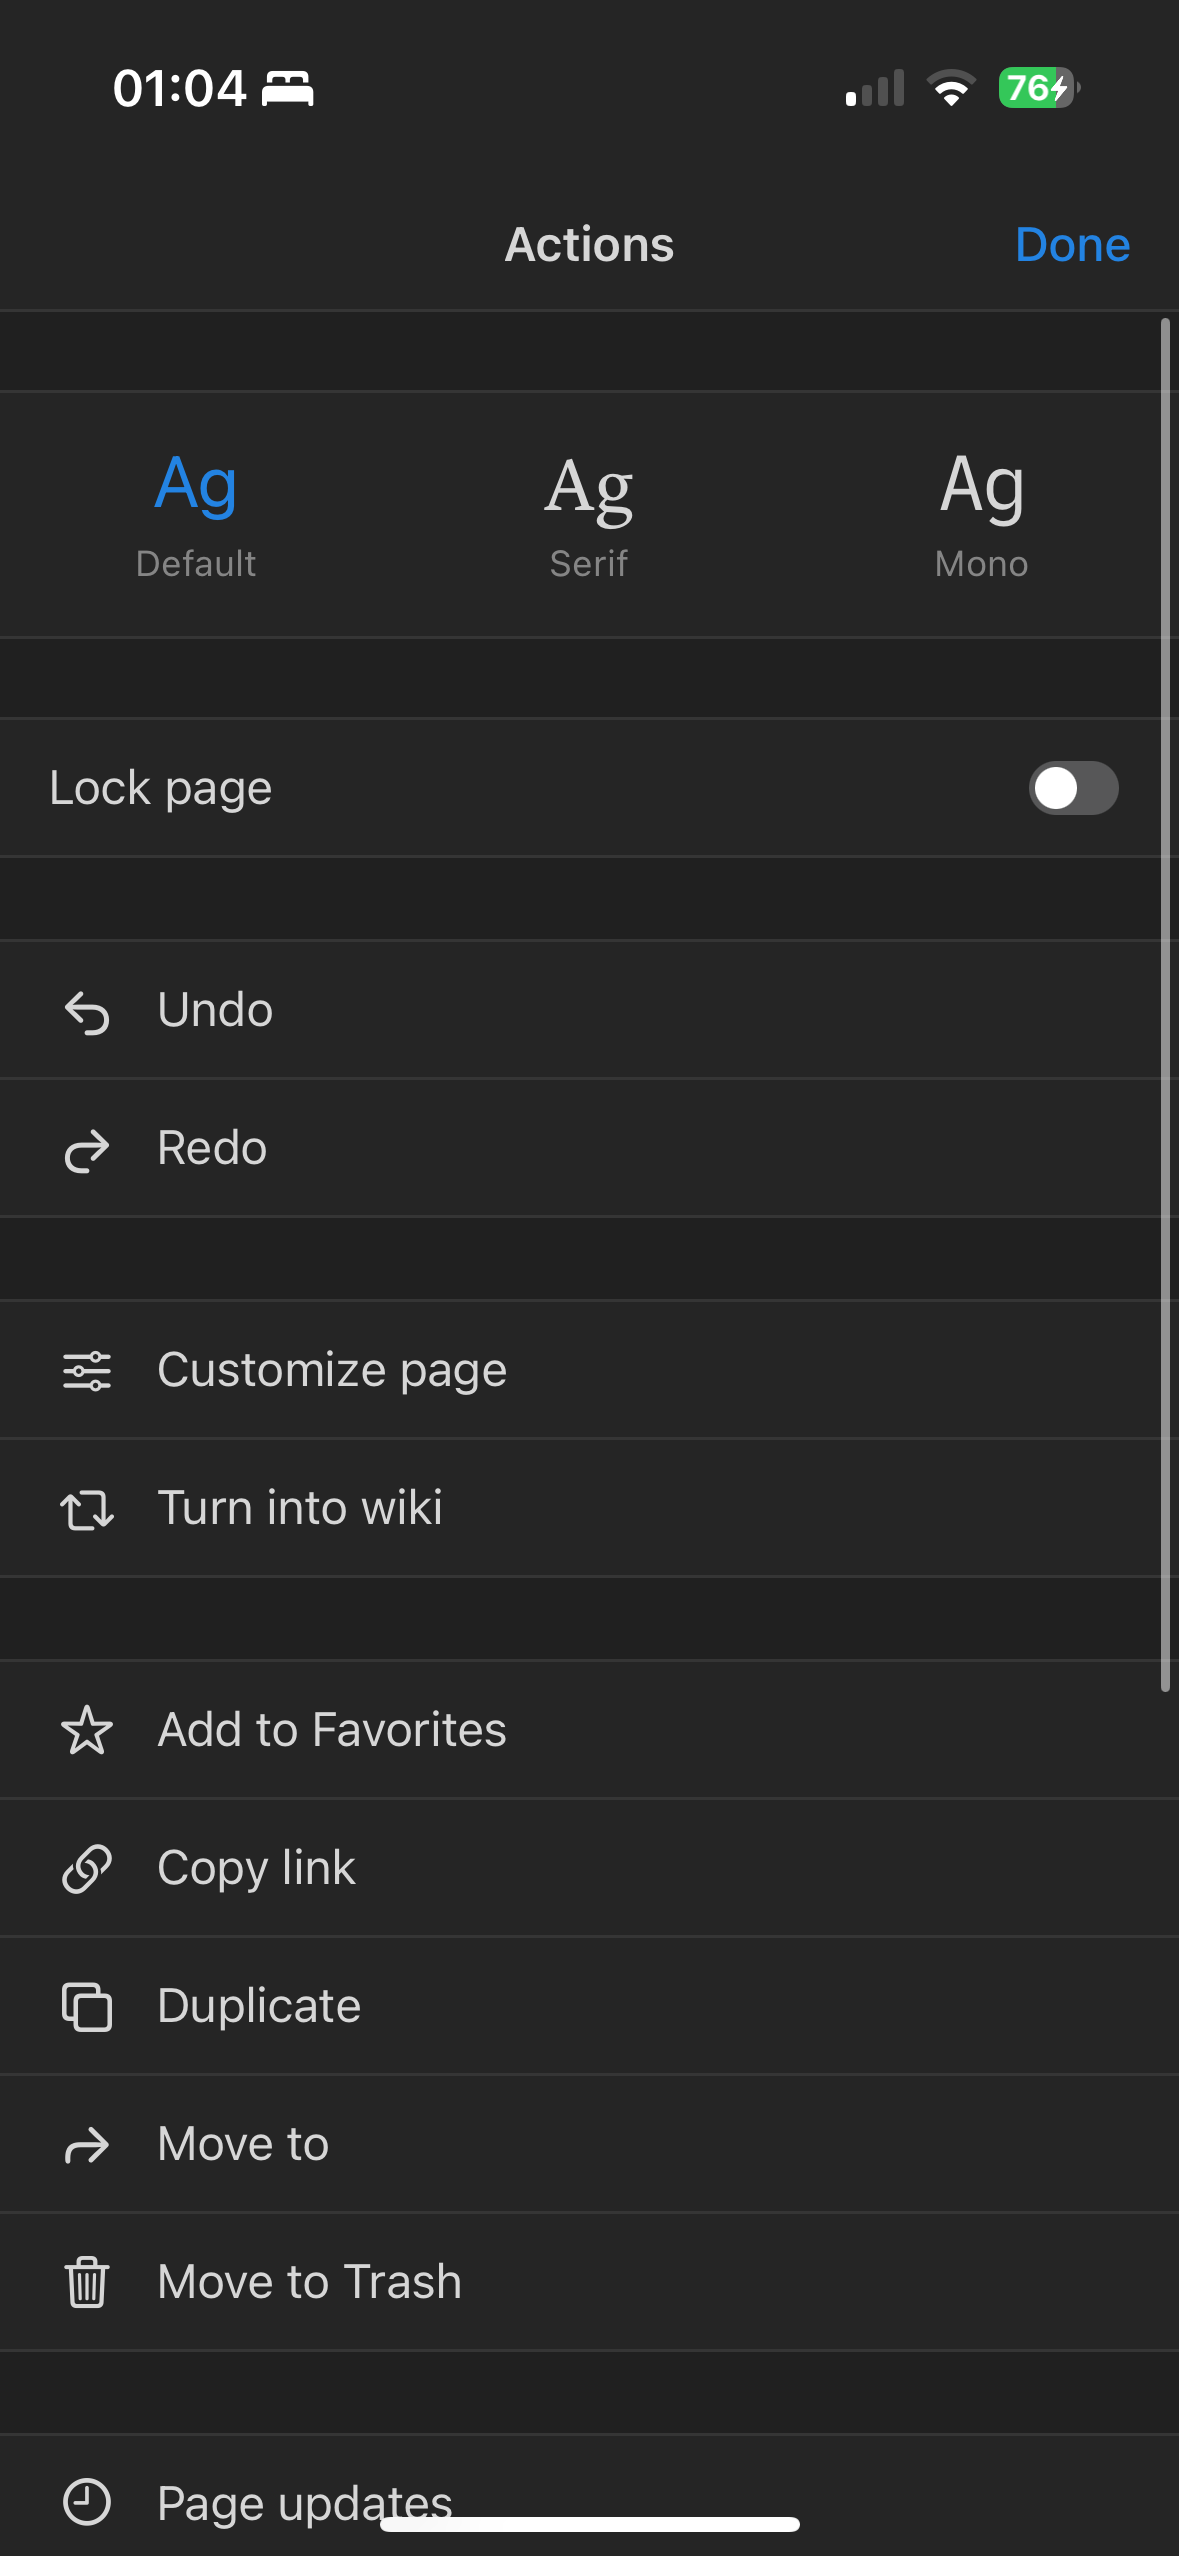 01:04
76
Actions
Done
Ag
Ag
Ag
Default
Serif
Mono
Lock page
Undo
Redo
Customize page
Turn into wiki
Add to Favorites
Copy link
Duplicate
Move to
Move to Trash
Page updates